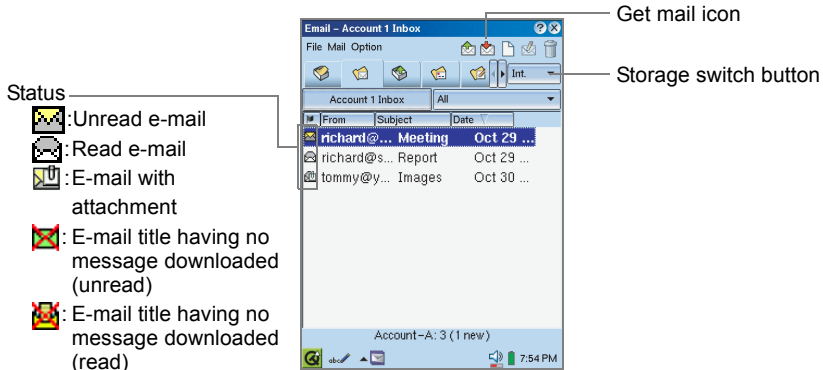 Get mail icon
Storage switch button
Status
:Unread e-mail
:Read e-mail
:E-mail with
attachment
: E-mail title having no
message downloaded
(unread)
: E-mail title having no
message downloaded
(read)
Email – Account 1 Inbox
File Mail Option
Int.
Account 1 Inbox All
From Subject Date
richard@... Meeting Oct 29 ...
richard@s... Report Oct 29 ...
tommy@y... Images Oct 30 ...
Account-A: 3 (1 new)
abc 7:54 PM